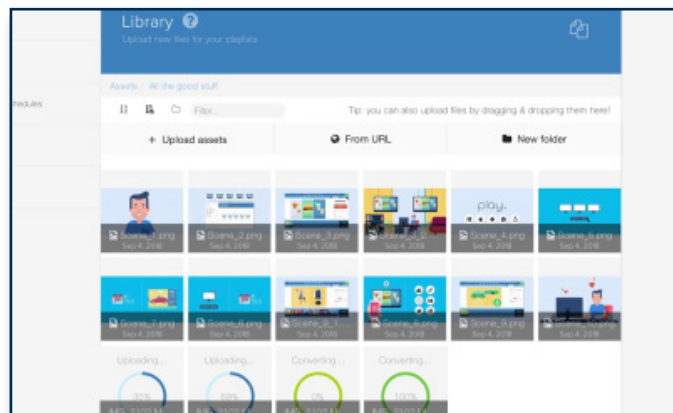 Library
Upload new files for your playlists
Assets / All the good stuff
hedules
Filter...
Tip: you can also upload files by dragging & dropping them here!
+ Upload assets
From URL
New folder
play.
Scene_1.png
Sep 4, 2018
Scene_2.png
Sep 4, 2018
Scene_3.png
Sep 4, 2018
Sep 4, 2018
Scene_4.png
Sep 4, 2018
Scene_5.png
Sep 4, 2018
Scene_7.png
Sep 4, 2018
Scene_6.png
Sep 4, 2018
Scene_9_1...
Sep 4, 2018
Scene_8.png
Sep 4, 2018
Scene_9.png
Sep 4, 2018
Sep 4, 2018
Uploading...
Uploading...
Converting...
Converting...
0%
100%